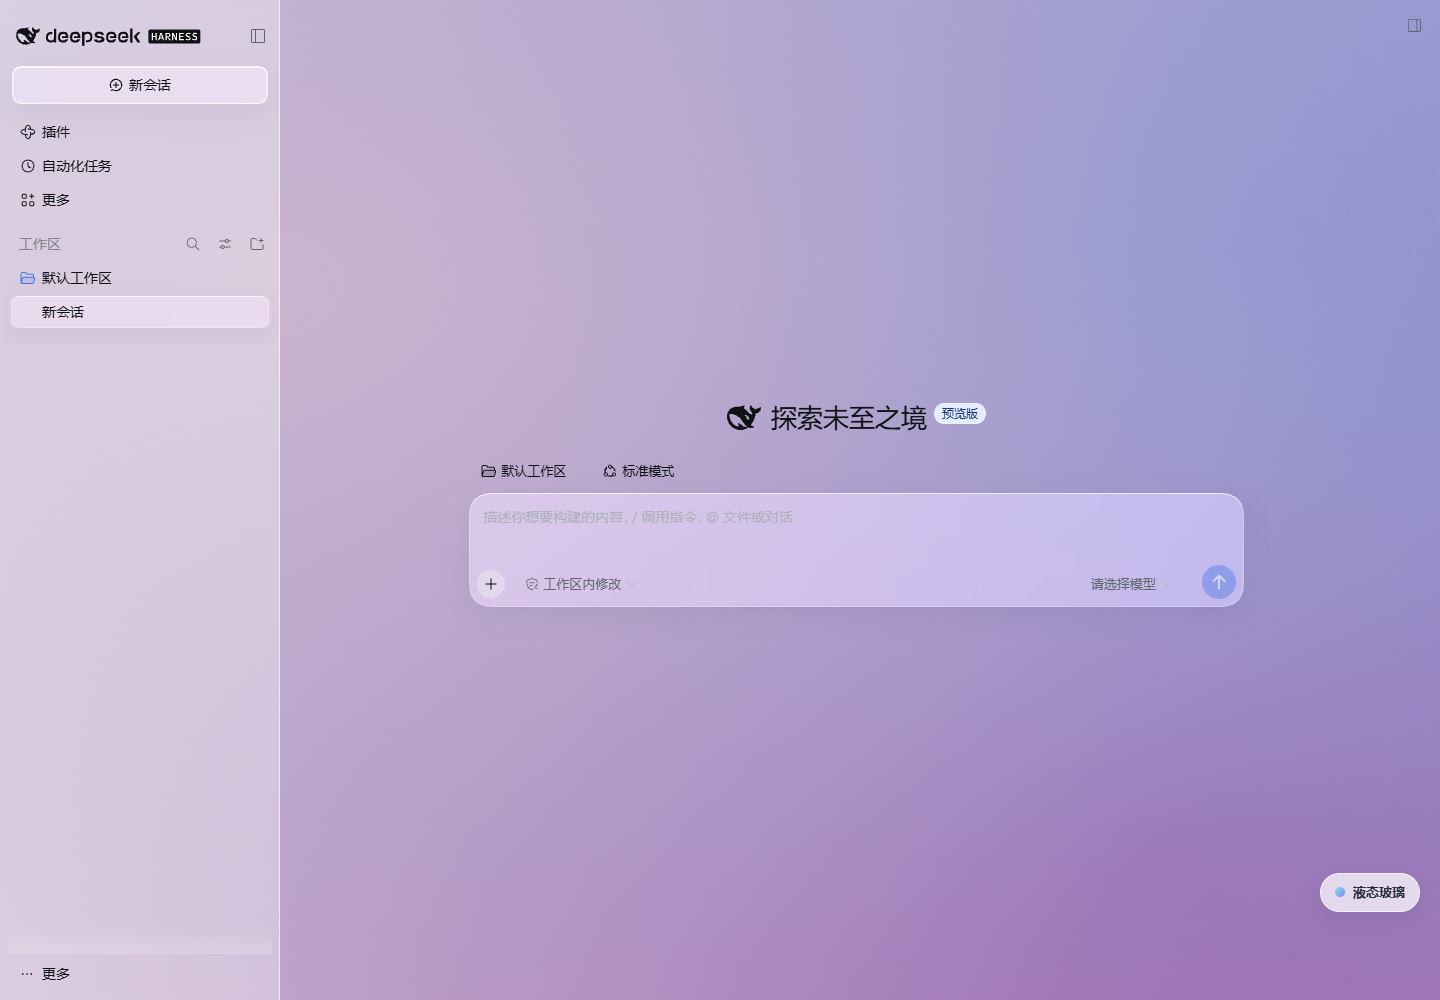 deepseek HARNESS
新会话
插件
自动化任务
更多
工作区
默认工作区
新会话
探索未至之境 预览版
默认工作区 标准模式
描述你想要构建的内容, / 调用指令, @ 文件或对话
工作区内修改 请选择模型
液态玻璃
更多